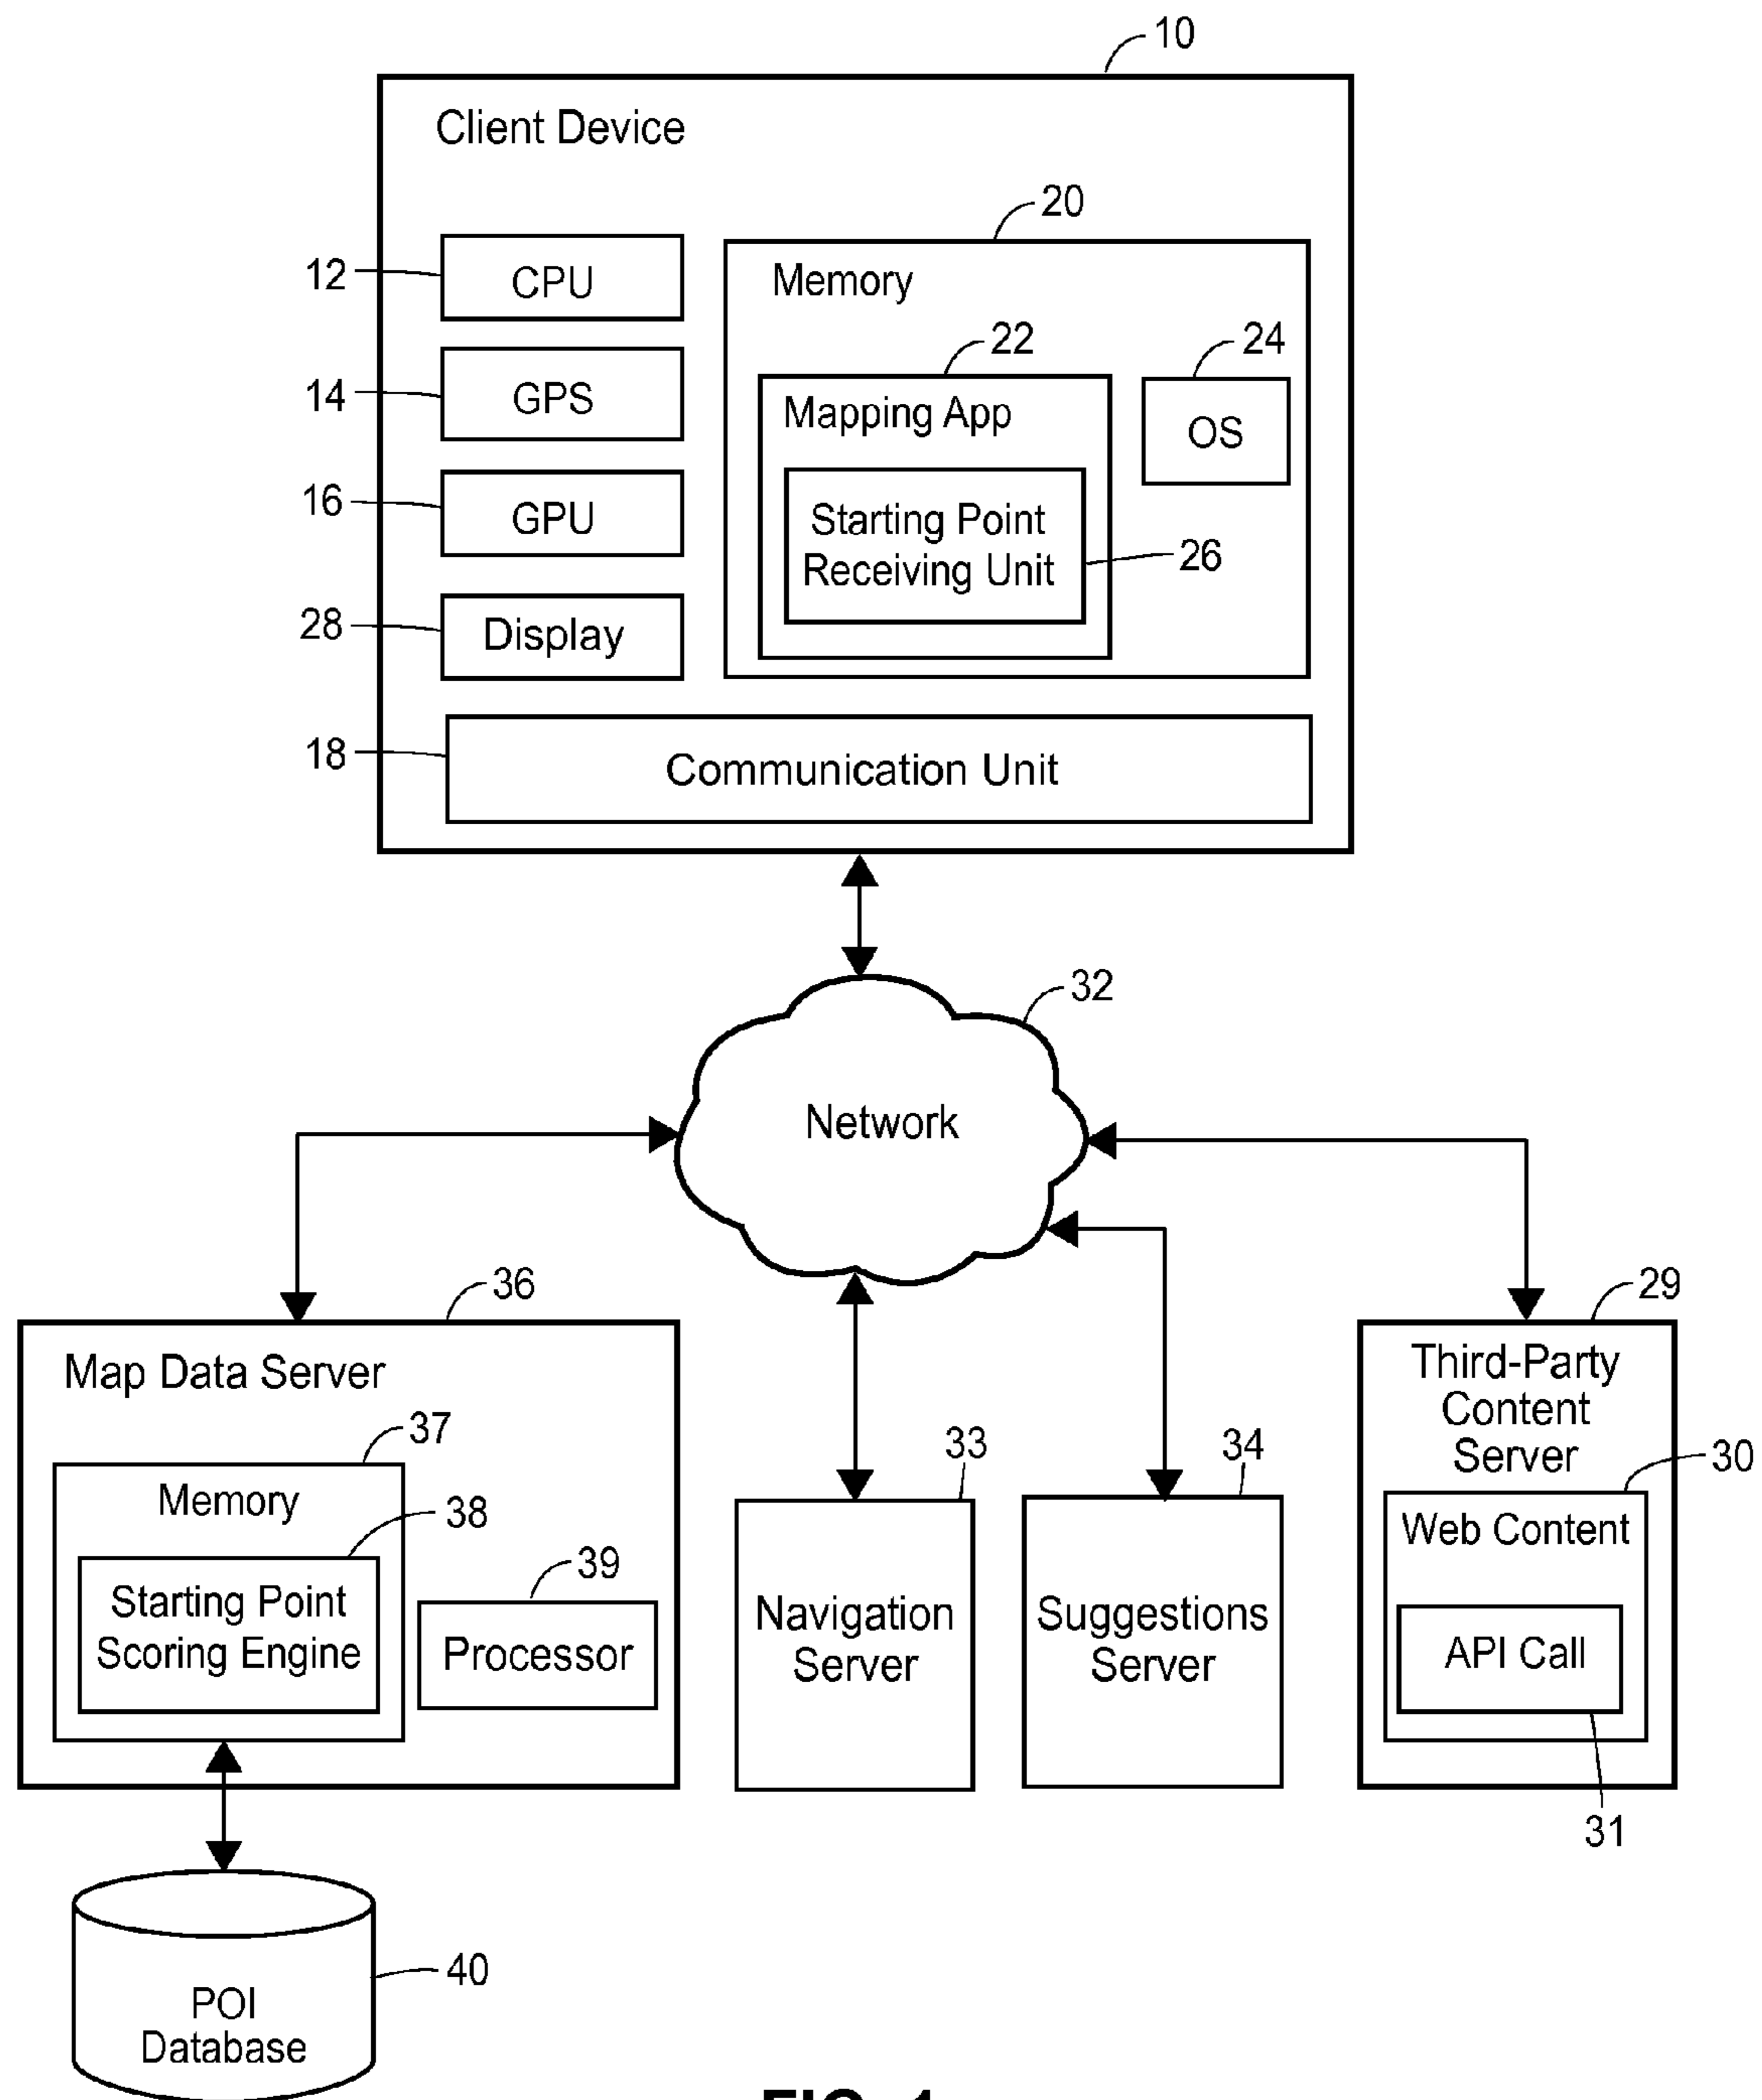 10
Client Device
20
12
CPU
Memory
22
24
14
GPS
Mapping App
OS
16
GPU
Starting Point
Receiving Unit
26
28
Display
18
Communication Unit
32
Network
36
29
Map Data Server
Third-Party
Content
Server
37
33
34
30
Memory
38
Web Content
39
Starting Point
Scoring Engine
Processor
Navigation
Server
Suggestions
Server
API Call
31
40
POI
Database
FIG. 1